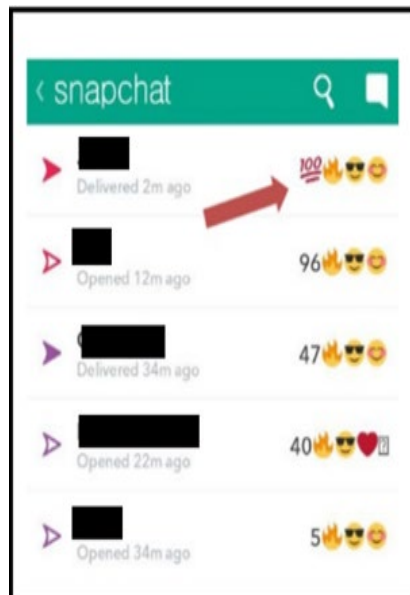 ‹ snapchat
💯🔥😎😊
Delivered 2m ago
96🔥😎😊
Opened 12m ago
47🔥😎😊
Delivered 34m ago
40🔥😎❤
Opened 22m ago
5🔥😎😊
Opened 34m ago